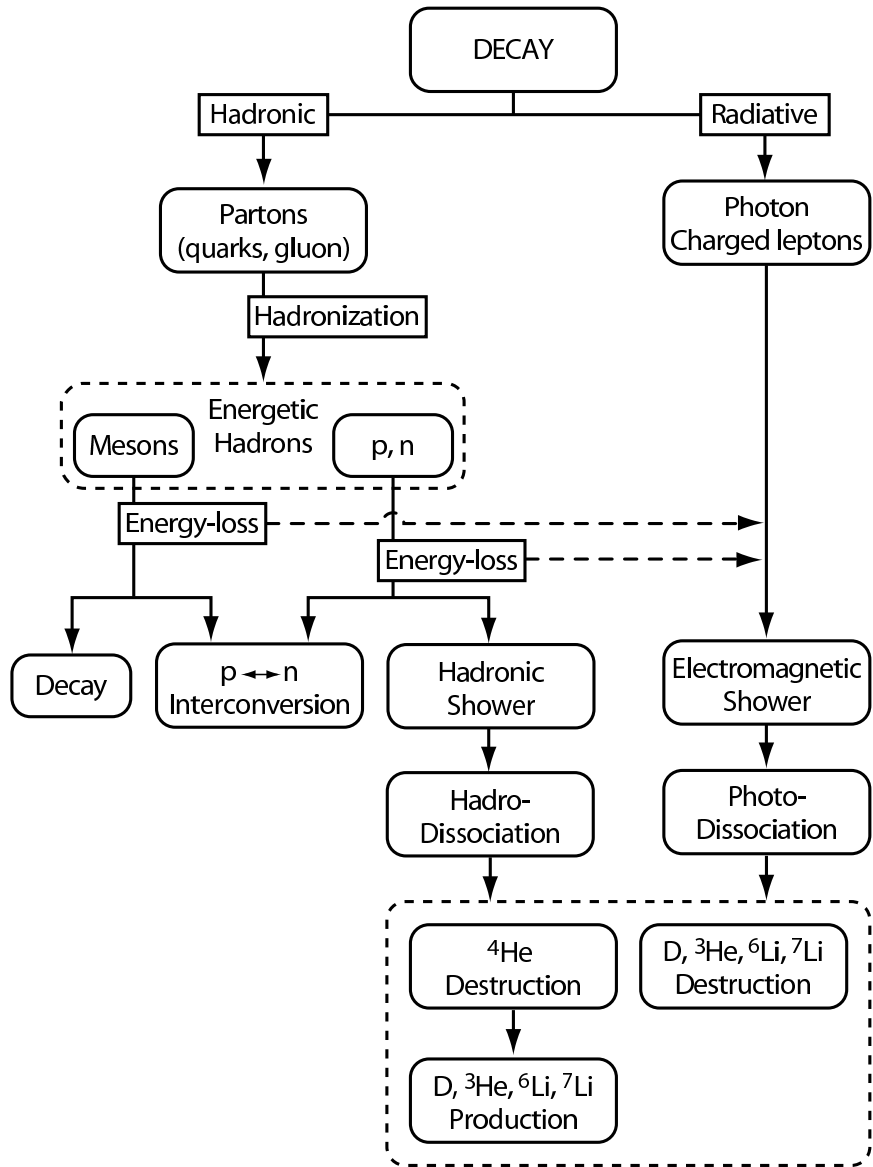 DECAY
Hadronic
Radiative
Partons
(quarks, gluon)
Photon
Charged leptons
Hadronization
Energetic
Hadrons
Mesons
p, n
Energy-loss
Energy-loss
Decay
p ↔ n
Interconversion
Hadronic
Shower
Electromagnetic
Shower
Hadro-
Dissociation
Photo-
Dissociation
⁴He
Destruction
D, ³He, ⁶Li, ⁷Li
Destruction
D, ³He, ⁶Li, ⁷Li
Production